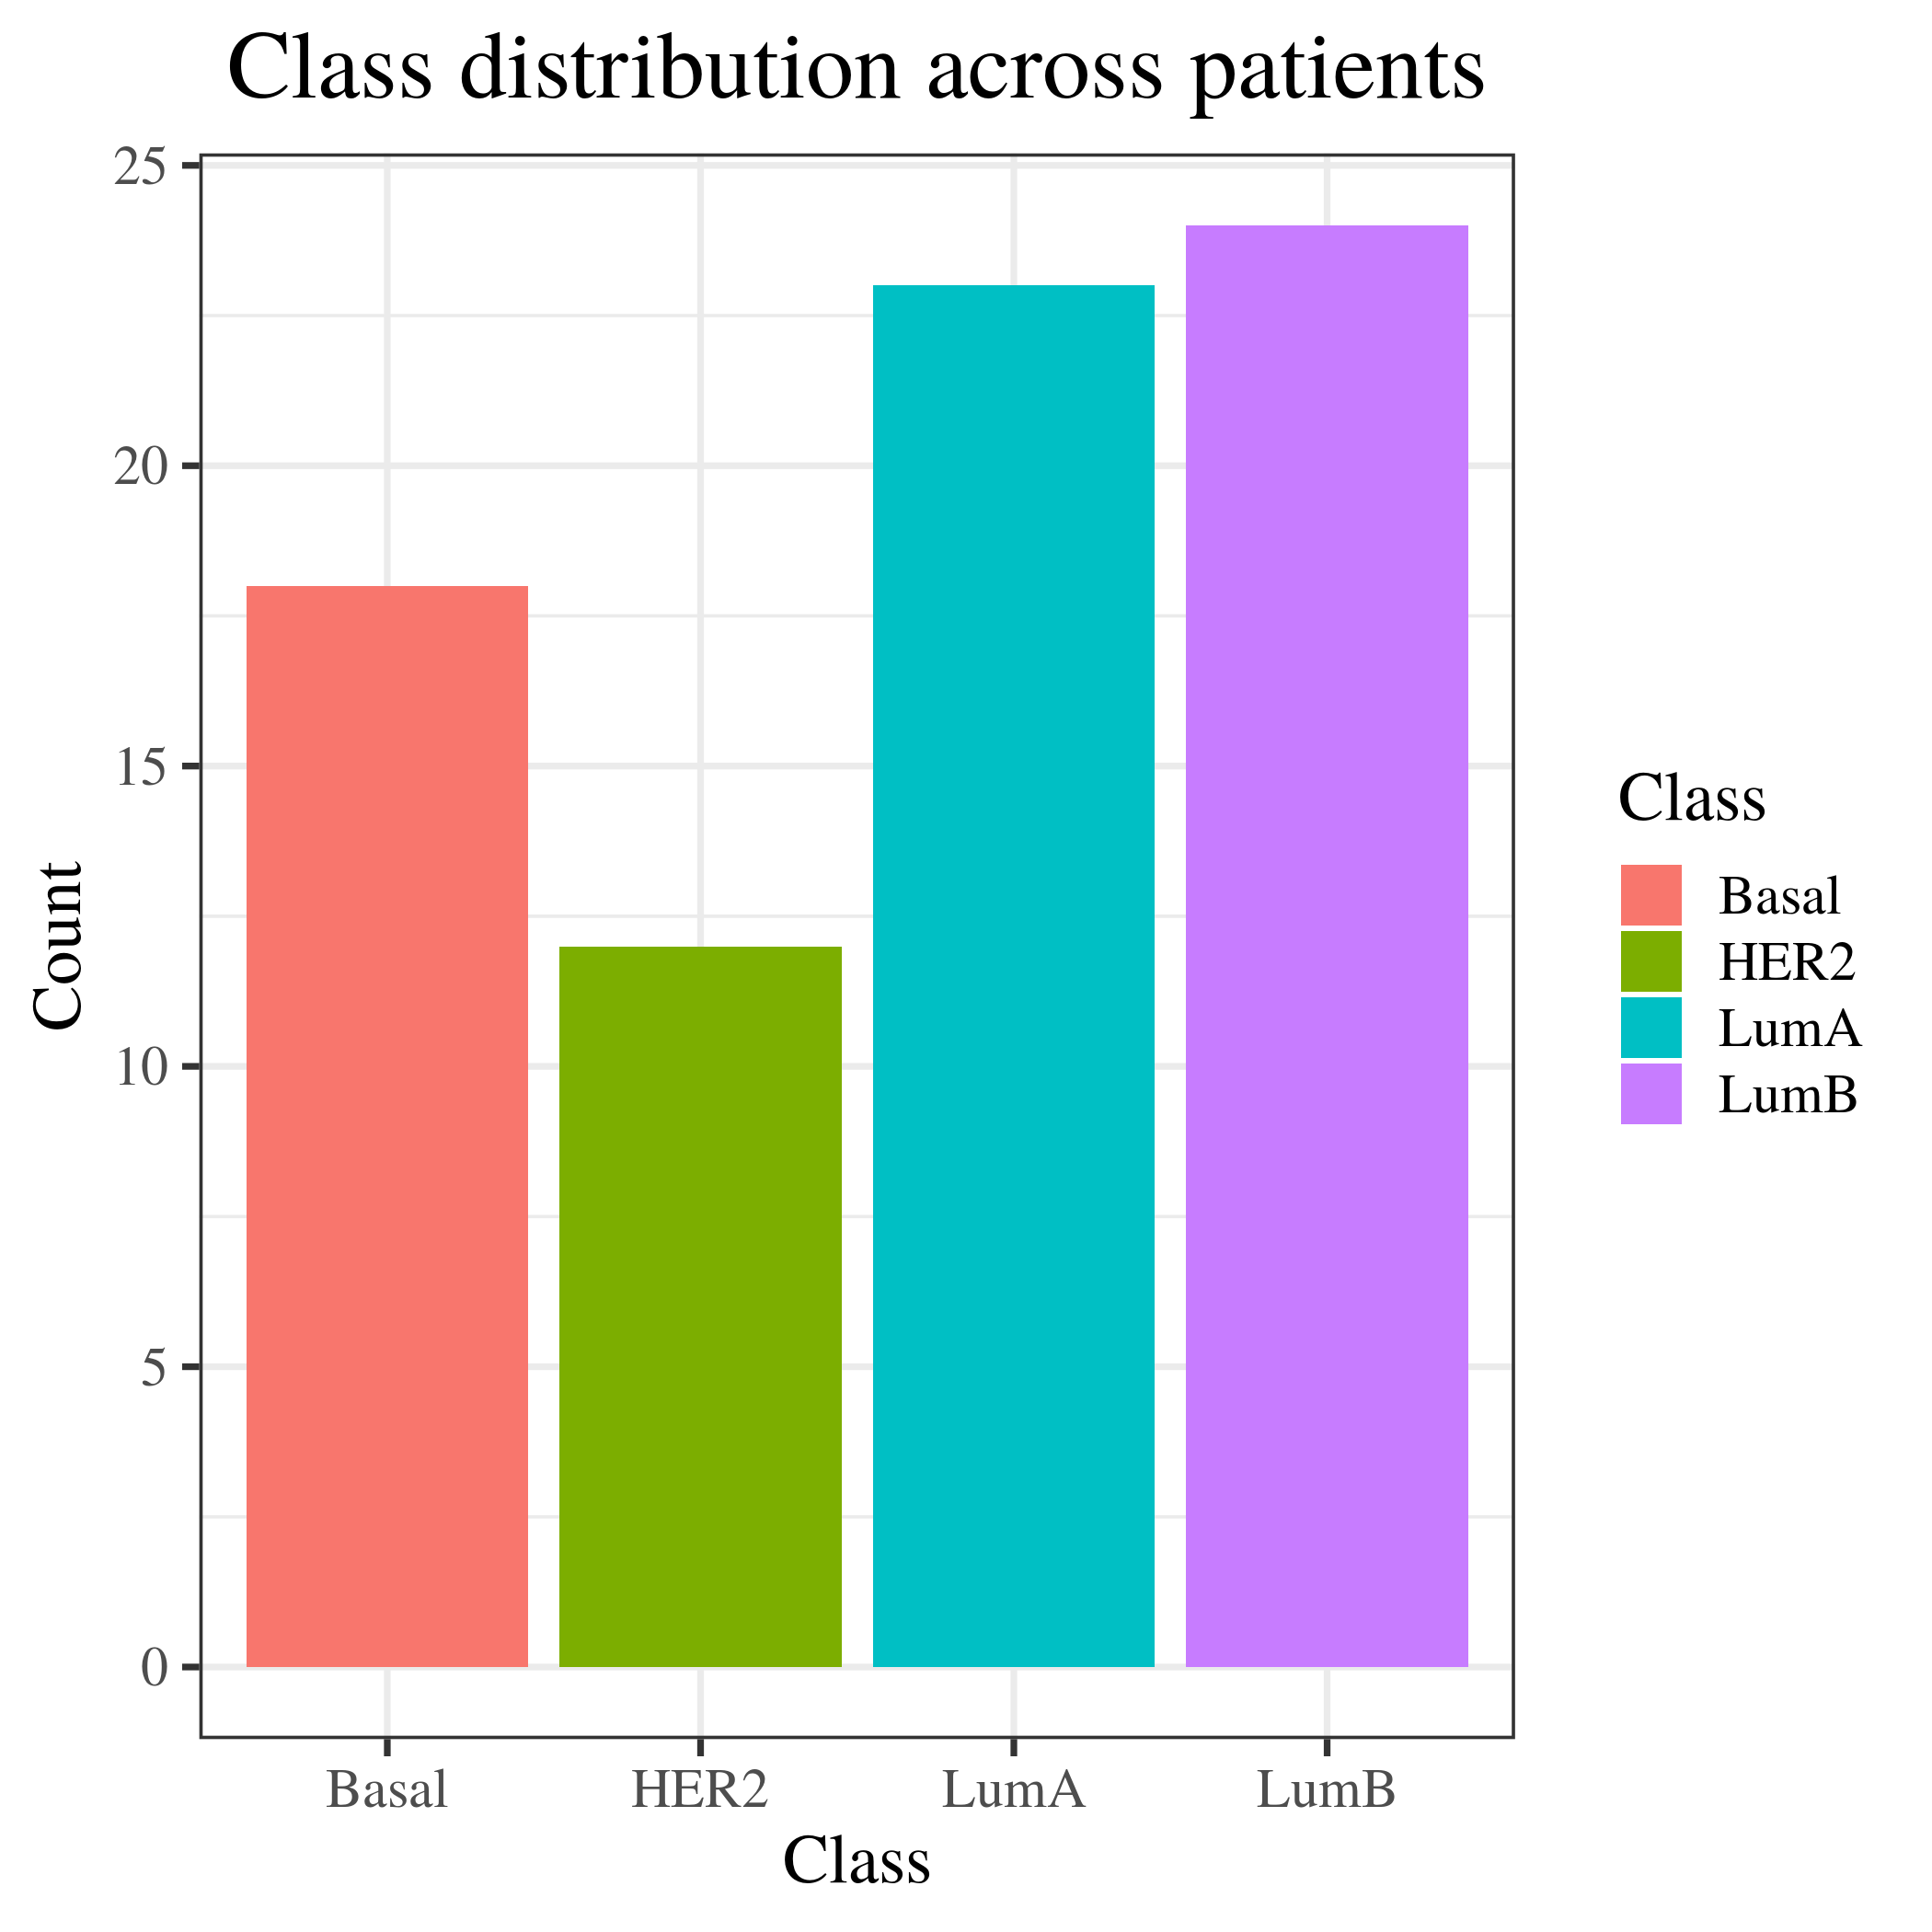 Class distribution across patients
25
20
15
10
5
0
Count
Basal
HER2
LumA
LumB
Class
Class
Basal
HER2
LumA
LumB